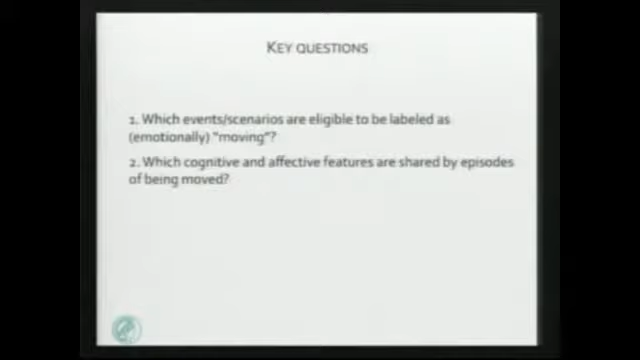 KEY QUESTIONS
1. Which events/scenarios are eligible to be labeled as
(emotionally) "moving"?
2. Which cognitive and affective features are shared by episodes
of being moved?